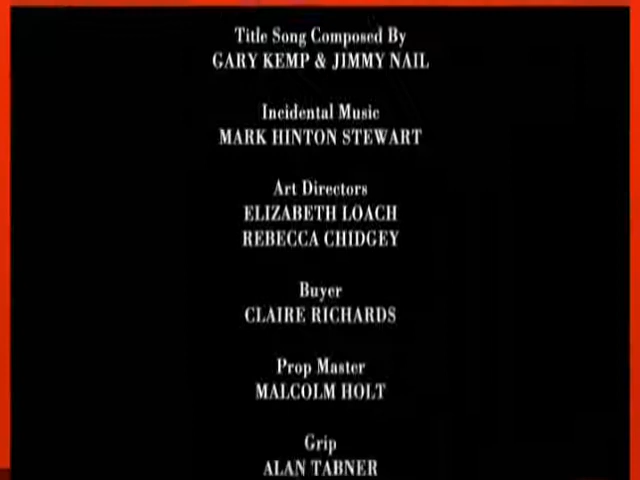 Title Song Composed By
GARY KEMP & JIMMY NAIL
Incidental Music
MARK HINTON STEWART
Art Directors
ELIZABETH LOACH
REBECCA CHIDGEY
Buyer
CLAIRE RICHARDS
Prop Master
MALCOLM HOLT
Grip
ALAN TABNER